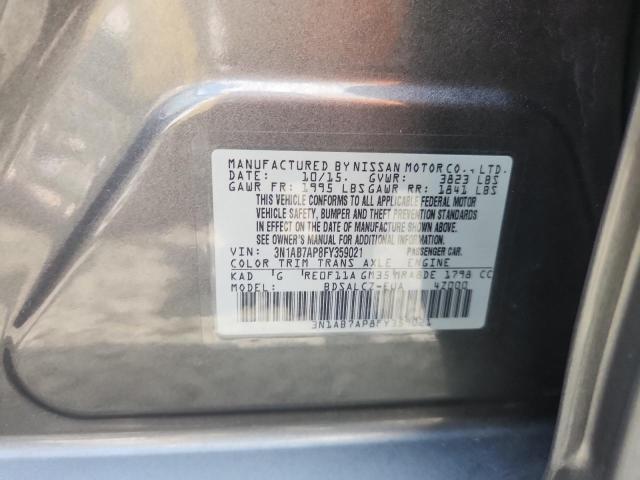 MANUFACTURED BY NISSAN MOTOR CO., LTD.
DATE: 10/15. GVWR: 3823 LBS
GAWR FR: 1995 LBS GAWR RR: 1841 LBS
THIS VEHICLE CONFORMS TO ALL APPLICABLE FEDERAL MOTOR
VEHICLE SAFETY, BUMPER AND THEFT PREVENTION STANDARDS
IN EFFECT ON THE DATE OF MANUFACTURE SHOWN ABOVE.
SEE OWNER'S MANUAL FOR ADDITIONAL INFORMATION.
VIN: 3N1AB7AP8FY359021 PASSENGER CAR.
COLOR TRIM TRANS AXLE ENGINE
KAD G RE0F11A GM35 MRA8DE 1798 CC
MODEL: BDSALCZ-EUA 4Z000
3N1AB7AP8FY359021